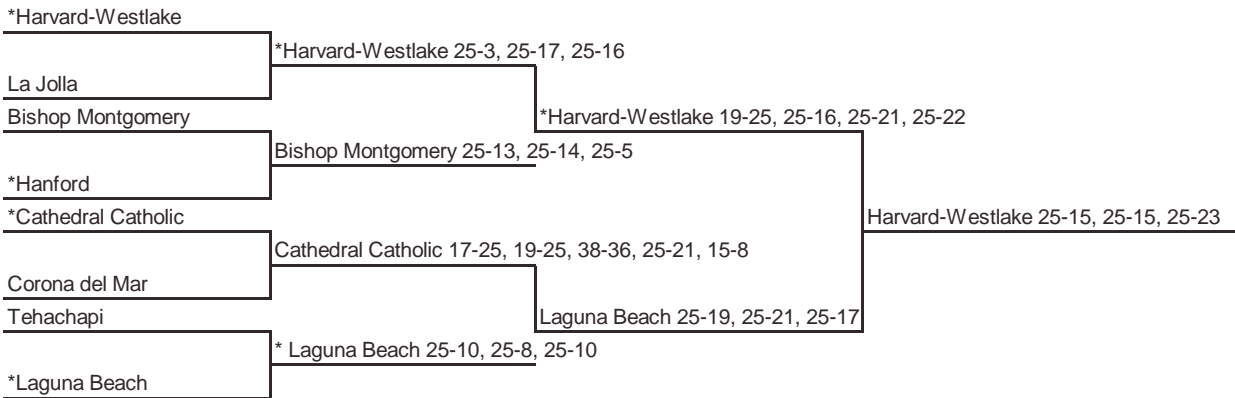 *Harvard-Westlake
*Harvard-Westlake 25-3, 25-17, 25-16
La Jolla
Bishop Montgomery
*Harvard-Westlake 19-25, 25-16, 25-21, 25-22
Bishop Montgomery 25-13, 25-14, 25-5
*Hanford
*Cathedral Catholic
Harvard-Westlake 25-15, 25-15, 25-23
Cathedral Catholic 17-25, 19-25, 38-36, 25-21, 15-8
Corona del Mar
Tehachapi
Laguna Beach 25-19, 25-21, 25-17
* Laguna Beach 25-10, 25-8, 25-10
*Laguna Beach